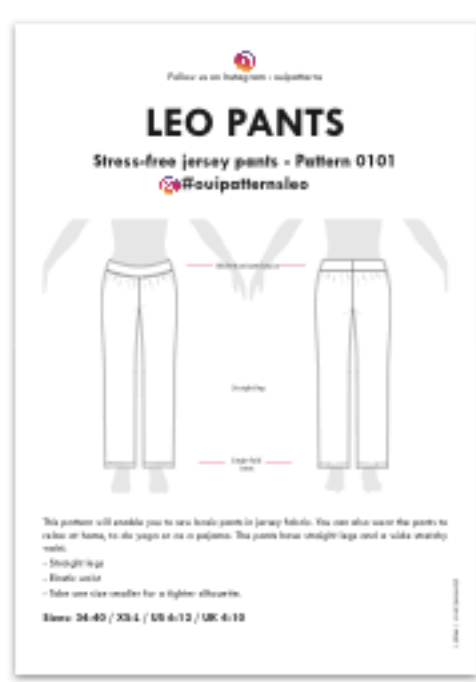 Follow us on Instagram : ouipatterns
LEO PANTS
Stress-free jersey pants - Pattern 0101
#ouipatternsleo
Straight leg
This pattern will enable you to sew basic pants in jersey fabric. You can also wear the pants to
relax at home, to do yoga or as a pajama. The pants have straight legs and a wide stretchy
waist.
- Straight legs
- Elastic waist
- Take one size smaller for a tighter silhouette.
Sizes: 34-40 / XS-L / US 6-12 / UK 6-10